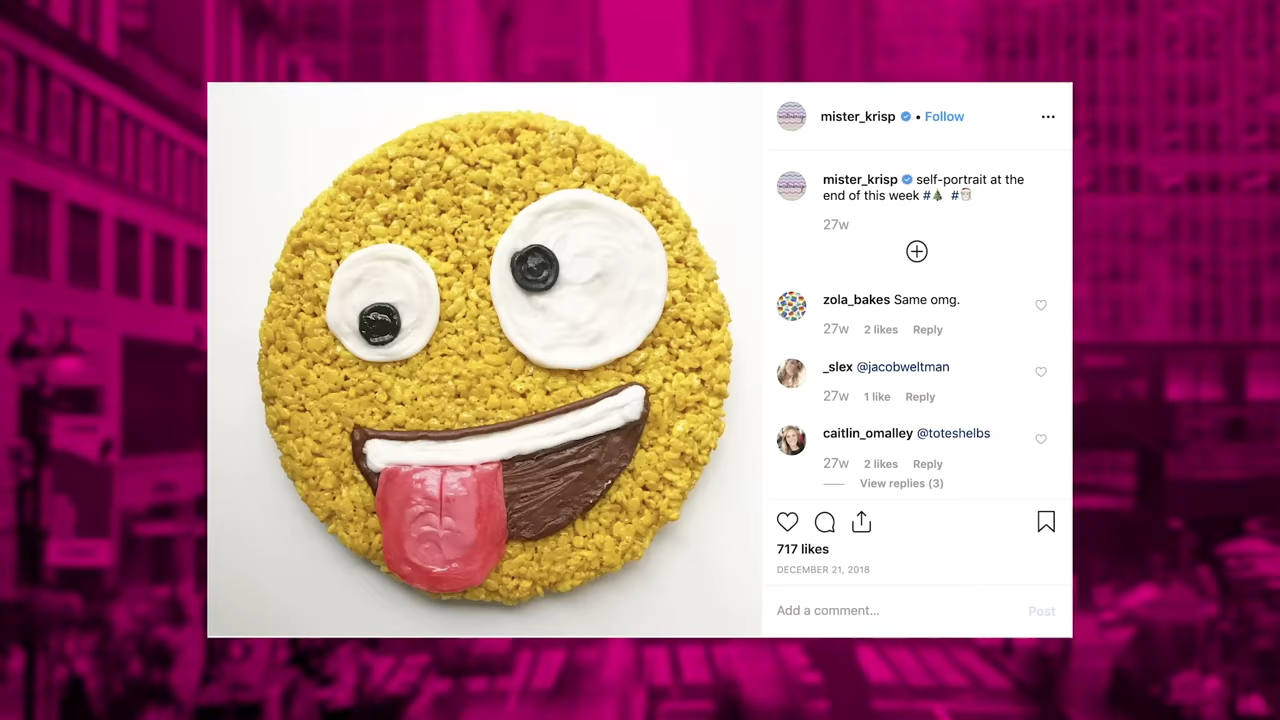 mister_krisp • Follow
mister_krisp self-portrait at the
end of this week #🎄 #🎅
27w
zola_bakes Same omg.
27w 2 likes Reply
_slex @jacobweltman
27w 1 like Reply
caitlin_omalley @toteshelbs
27w 2 likes Reply
View replies (3)
717 likes
DECEMBER 21, 2018
Add a comment...
Post